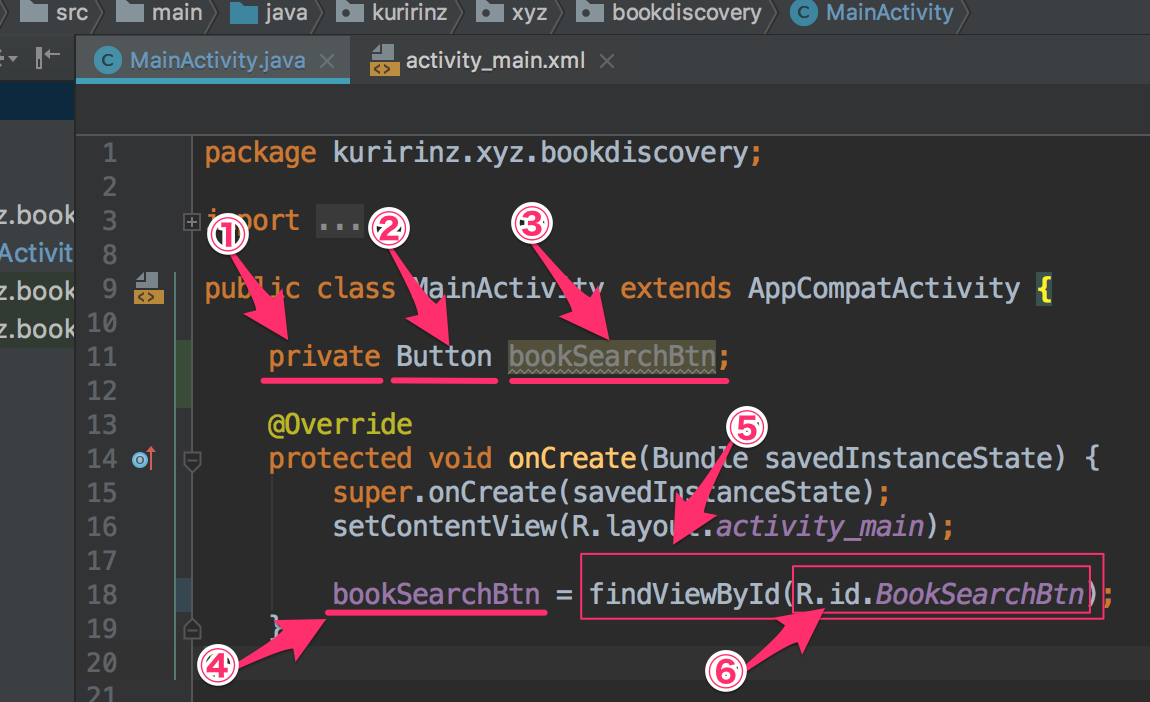 src main java kuririnz xyz bookdiscovery C MainActivity
C MainActivity.java × activity_main.xml ×
1 package kuririnz.xyz.bookdiscovery;
2
z.book
3 import ...
① ② ③
Activit
8
z.book
9 public class MainActivity extends AppCompatActivity {
z.book
10
11 private Button bookSearchBtn;
12
13 @Override
⑤
14 protected void onCreate(Bundle savedInstanceState) {
15 super.onCreate(savedInstanceState);
16 setContentView(R.layout.activity_main);
17
18 bookSearchBtn = findViewById(R.id.BookSearchBtn);
19 }
20
④ ⑥
21